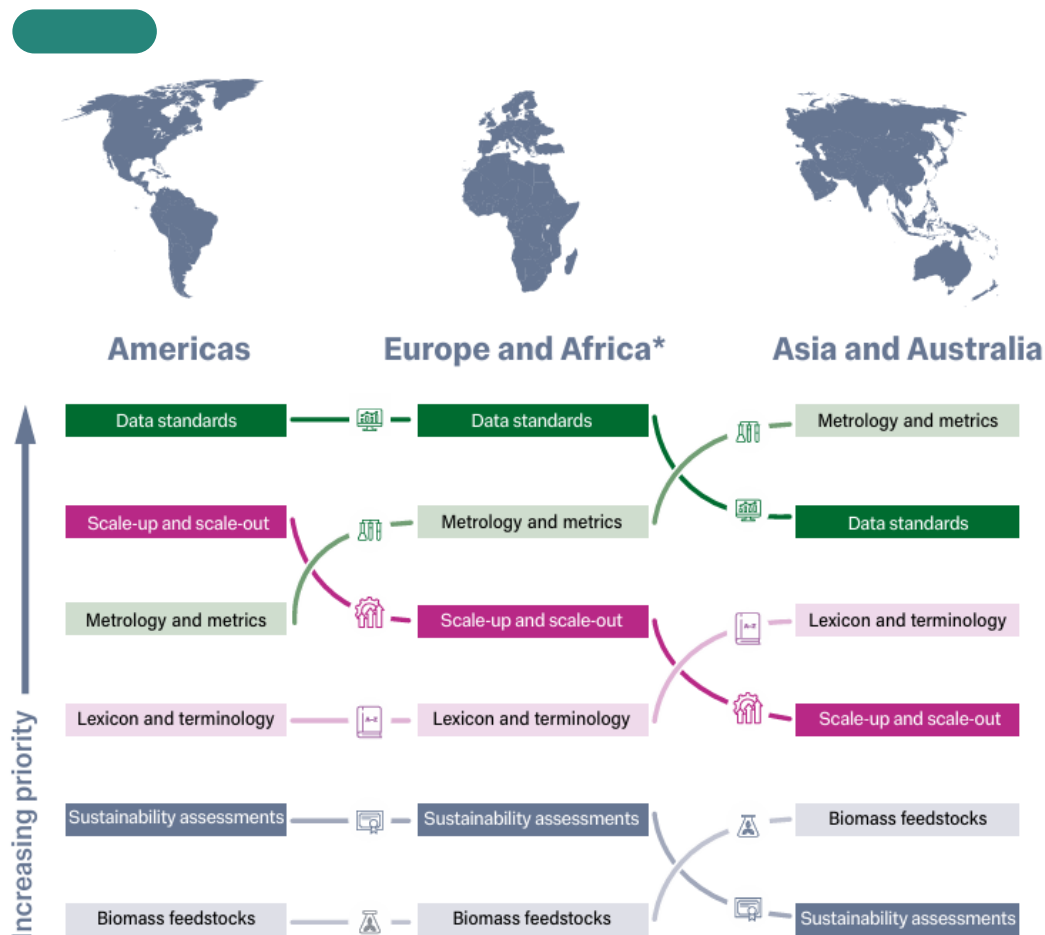 Americas
Europe and Africa*
Asia and Australia
Increasing priority
Data standards
Data standards
Metrology and metrics
Scale-up and scale-out
Metrology and metrics
Data standards
Metrology and metrics
Scale-up and scale-out
Lexicon and terminology
A-Z
Lexicon and terminology
A-Z
Lexicon and terminology
Scale-up and scale-out
Sustainability assessments
Sustainability assessments
Biomass feedstocks
Biomass feedstocks
Biomass feedstocks
Sustainability assessments